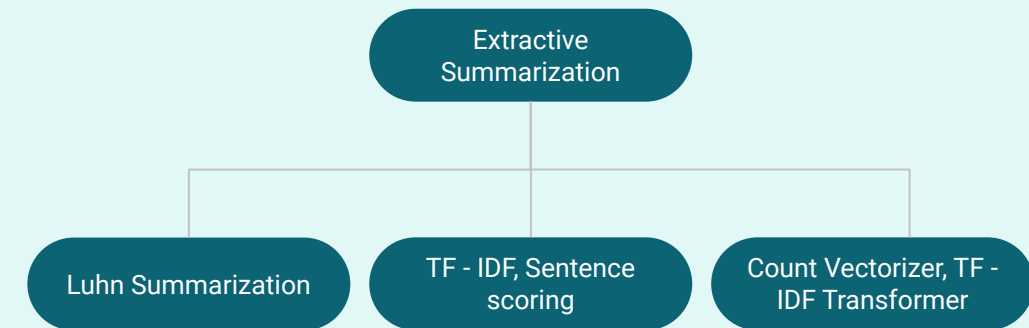 Extractive
Summarization
Luhn Summarization
TF - IDF, Sentence
scoring
Count Vectorizer, TF -
IDF Transformer